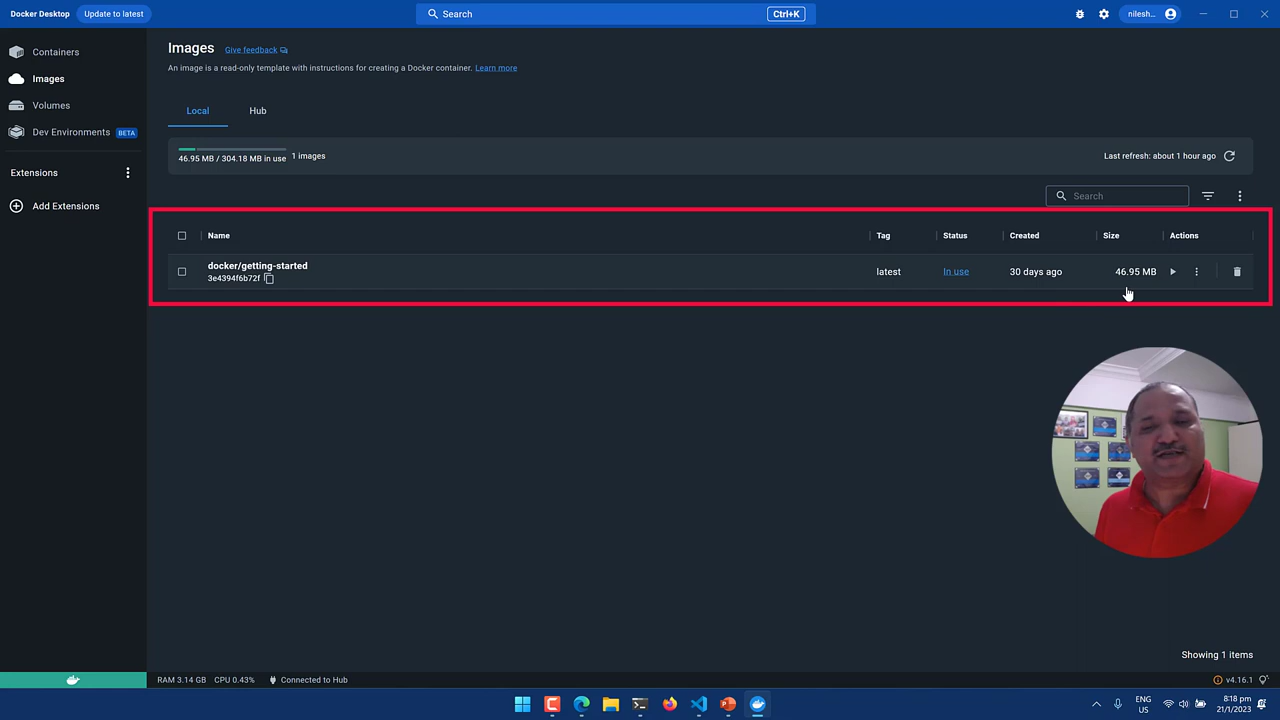 Docker Desktop Update to latest Search Ctrl+K nilesh...
Containers
Images
Volumes
Dev Environments BETA
Extensions
Add Extensions
Images Give feedback
An image is a read-only template with instructions for creating a Docker container. Learn more
Local Hub
46.95 MB / 304.18 MB in use 1 images Last refresh: about 1 hour ago
Search
Name Tag Status Created Size Actions
docker/getting-started latest In use 30 days ago 46.95 MB
3e4394f6b72f
Showing 1 items
RAM 3.14 GB CPU 0.43% Connected to Hub v4.16.1
ENG 8:18 pm
US 21/1/2023